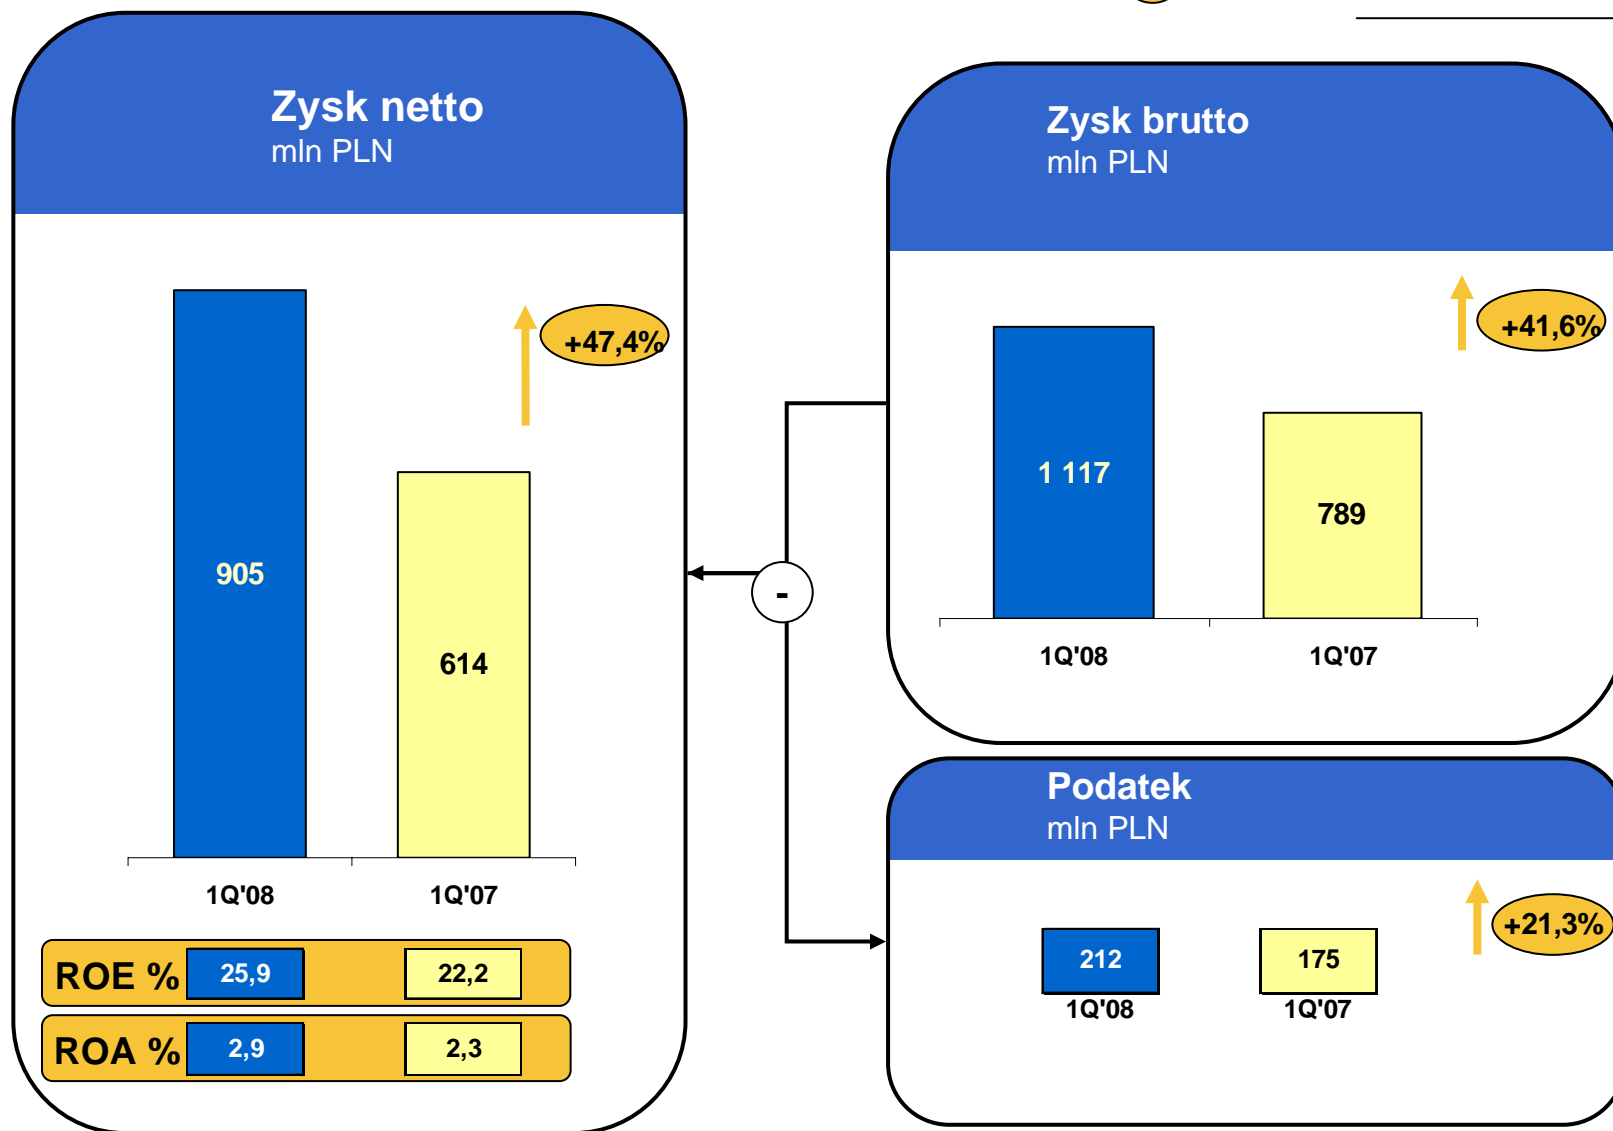 Zysk netto
mln PLN
+47,4%
905
614
1Q'08 1Q'07
ROE % 25,9 22,2
ROA % 2,9 2,3
-
Zysk brutto
mln PLN
+41,6%
1 117
789
1Q'08 1Q'07
Podatek
mln PLN
+21,3%
212 175
1Q'08 1Q'07